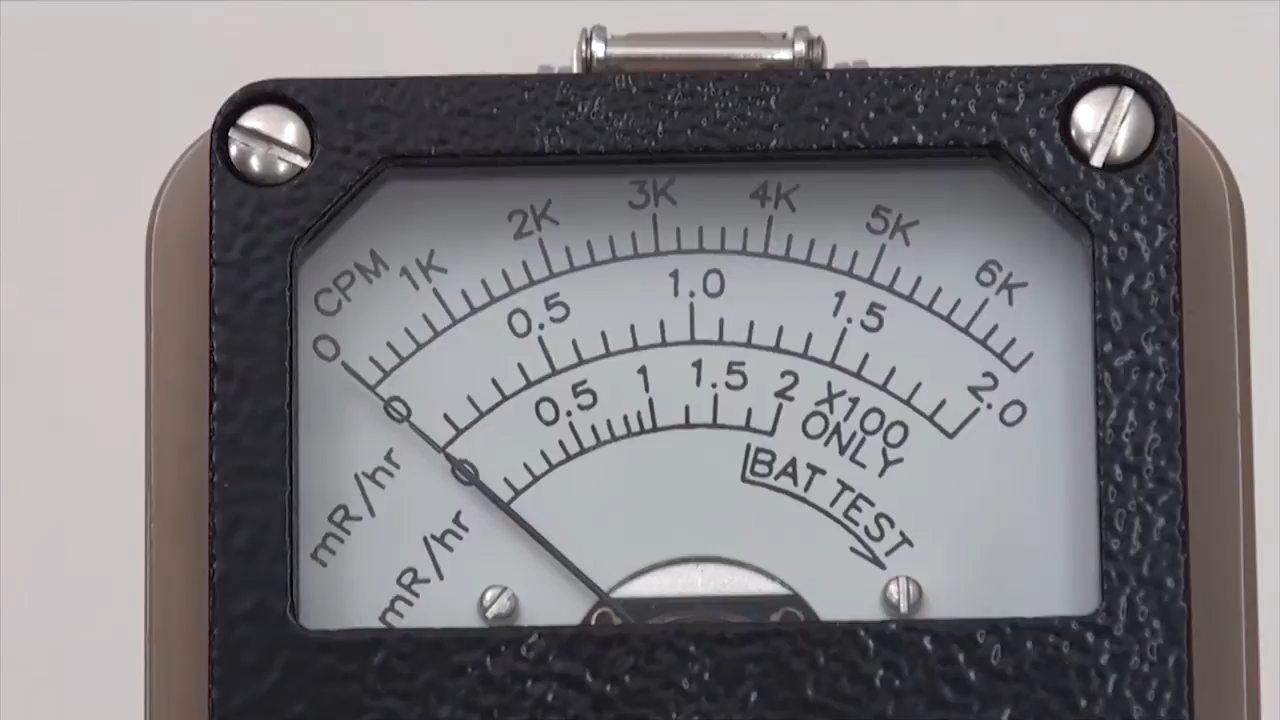 0 CPM 1K 2K 3K 4K 5K 6K
0 0.5 1.0 1.5 2.0
mR/hr
0 0.5 1 1.5 2 X100
ONLY
mR/hr
BAT TEST